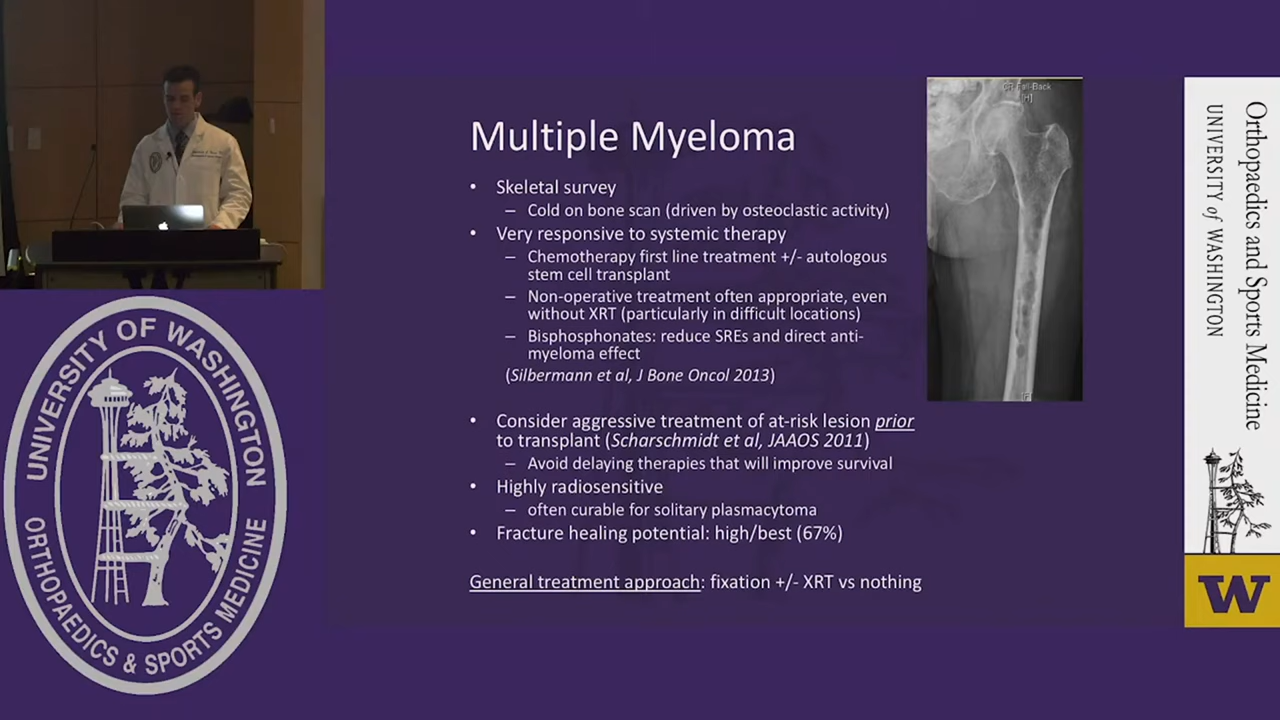 Multiple Myeloma
• Skeletal survey
– Cold on bone scan (driven by osteoclastic activity)
• Very responsive to systemic therapy
– Chemotherapy first line treatment +/- autologous
stem cell transplant
– Non-operative treatment often appropriate, even
without XRT (particularly in difficult locations)
– Bisphosphonates: reduce SREs and direct anti-
myeloma effect
(Silbermann et al, J Bone Oncol 2013)
• Consider aggressive treatment of at-risk lesion prior
to transplant (Scharschmidt et al, JAAOS 2011)
– Avoid delaying therapies that will improve survival
• Highly radiosensitive
– often curable for solitary plasmacytoma
• Fracture healing potential: high/best (67%)
General treatment approach: fixation +/- XRT vs nothing
[H]
[F]
Orthopaedics and Sports Medicine
UNIVERSITY of WASHINGTON
W
UNIVERSITY OF WASHINGTON
ORTHOPAEDICS & SPORTS MEDICINE